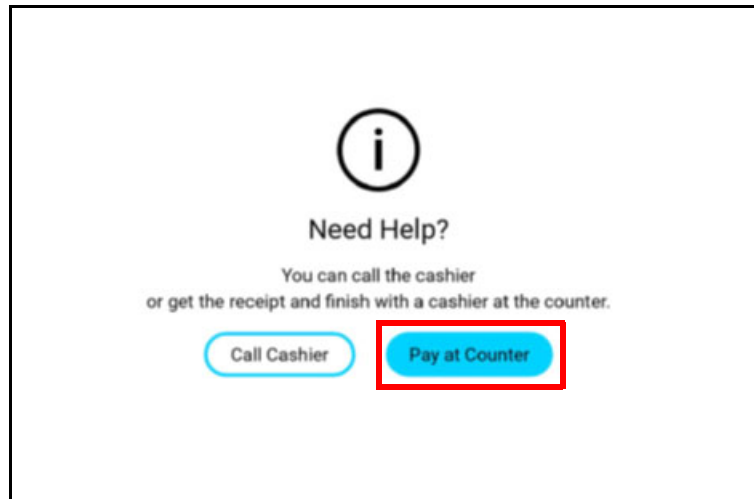 Need Help?
You can call the cashier
or get the receipt and finish with a cashier at the counter.
Call Cashier
Pay at Counter